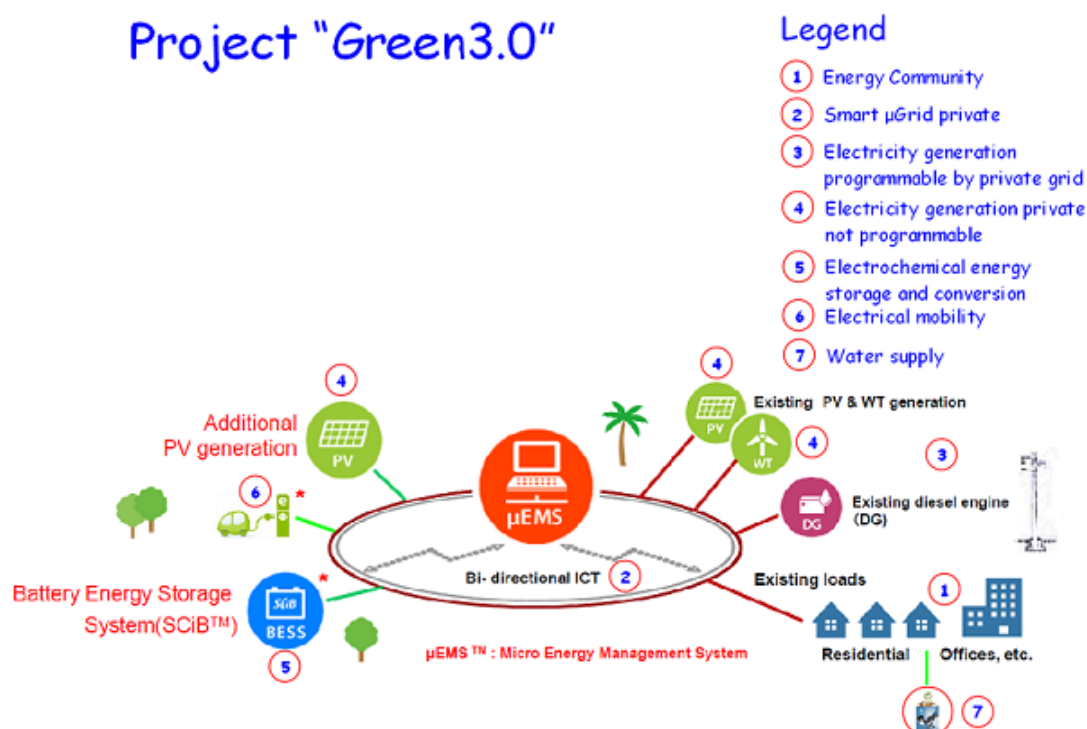 Project "Green3.0"
Legend
1 Energy Community
2 Smart µGrid private
3 Electricity generation
programmable by private grid
4 Electricity generation private
not programmable
5 Electrochemical energy
storage and conversion
6 Electrical mobility
7 Water supply
4
4
Additional
PV generation
PV
PV
Existing PV & WT generation
WT
4
3
6
*
µEMS
DG
Existing diesel engine
(DG)
Bi- directional ICT
2
Existing loads
1
Battery Energy Storage
System(SCiB™)
*
SCiB
BESS
5
µEMS ™ : Micro Energy Management System
Residential
Offices, etc.
7